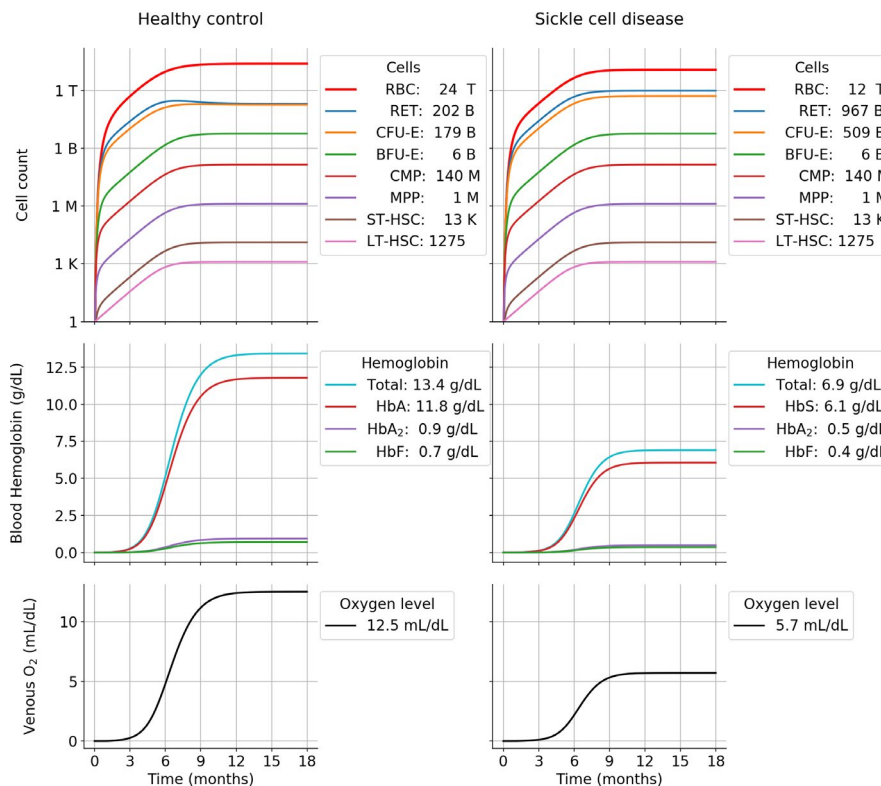 Healthy control
Sickle cell disease
Cell count
1 T
1 B
1 M
1 K
1
Cells
RBC: 24 T
RET: 202 B
CFU-E: 179 B
BFU-E: 6 B
CMP: 140 M
MPP: 1 M
ST-HSC: 13 K
LT-HSC: 1275
Cells
RBC: 12 T
RET: 967 B
CFU-E: 509 B
BFU-E: 6 B
CMP: 140 M
MPP: 1 M
ST-HSC: 13 K
LT-HSC: 1275
Blood Hemoglobin (g/dL)
12.5
10.0
7.5
5.0
2.5
0.0
Hemoglobin
Total: 13.4 g/dL
HbA: 11.8 g/dL
HbA₂: 0.9 g/dL
HbF: 0.7 g/dL
Hemoglobin
Total: 6.9 g/dL
HbS: 6.1 g/dL
HbA₂: 0.5 g/dL
HbF: 0.4 g/dL
Venous O₂ (mL/dL)
10
5
0
Oxygen level
12.5 mL/dL
Oxygen level
5.7 mL/dL
0 3 6 9 12 15 18
Time (months)
0 3 6 9 12 15 18
Time (months)